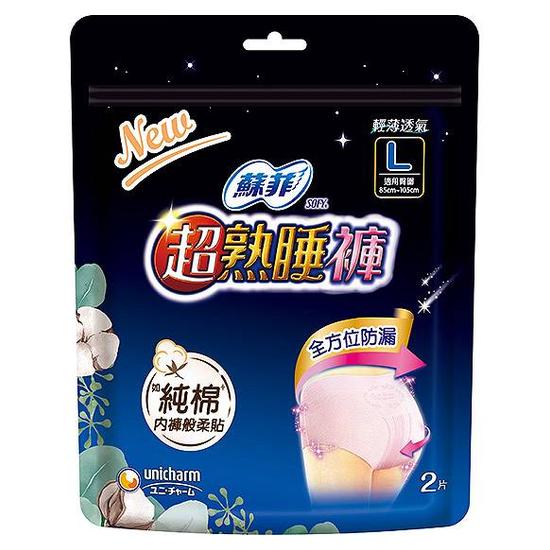 New
輕薄透氣
L
適用臀圍
85cm~105cm
蘇菲
SOFY®
超熟睡褲
全方位防漏
如純棉*
內褲般柔貼
unicharm
ユニ・チャーム
2片